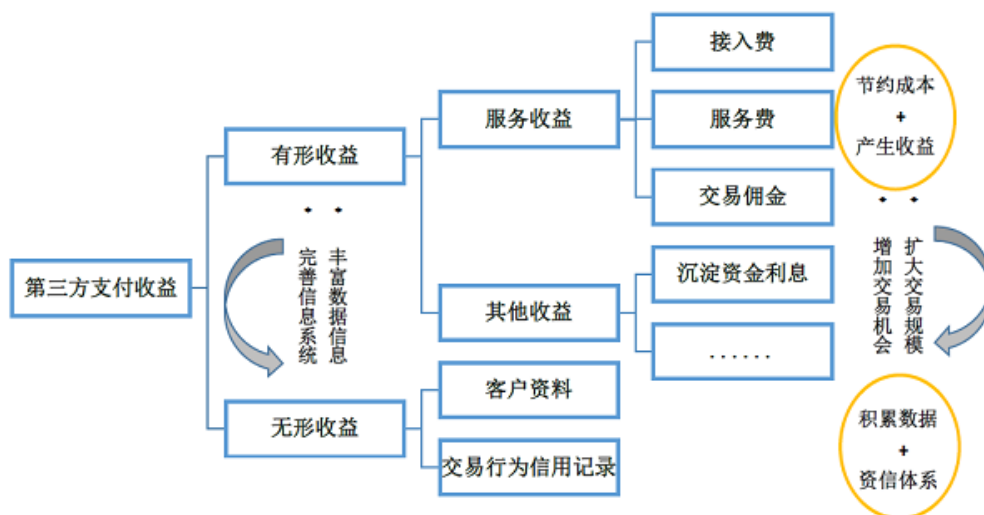 第三方支付收益
有形收益
• 丰富数据信息
• 完善信息系统
无形收益
服务收益
其他收益
客户资料
交易行为信用记录
接入费
服务费
交易佣金
沉淀资金利息
......
节约成本
+
产生收益
• 扩大交易规模
• 增加交易机会
积累数据
+
资信体系